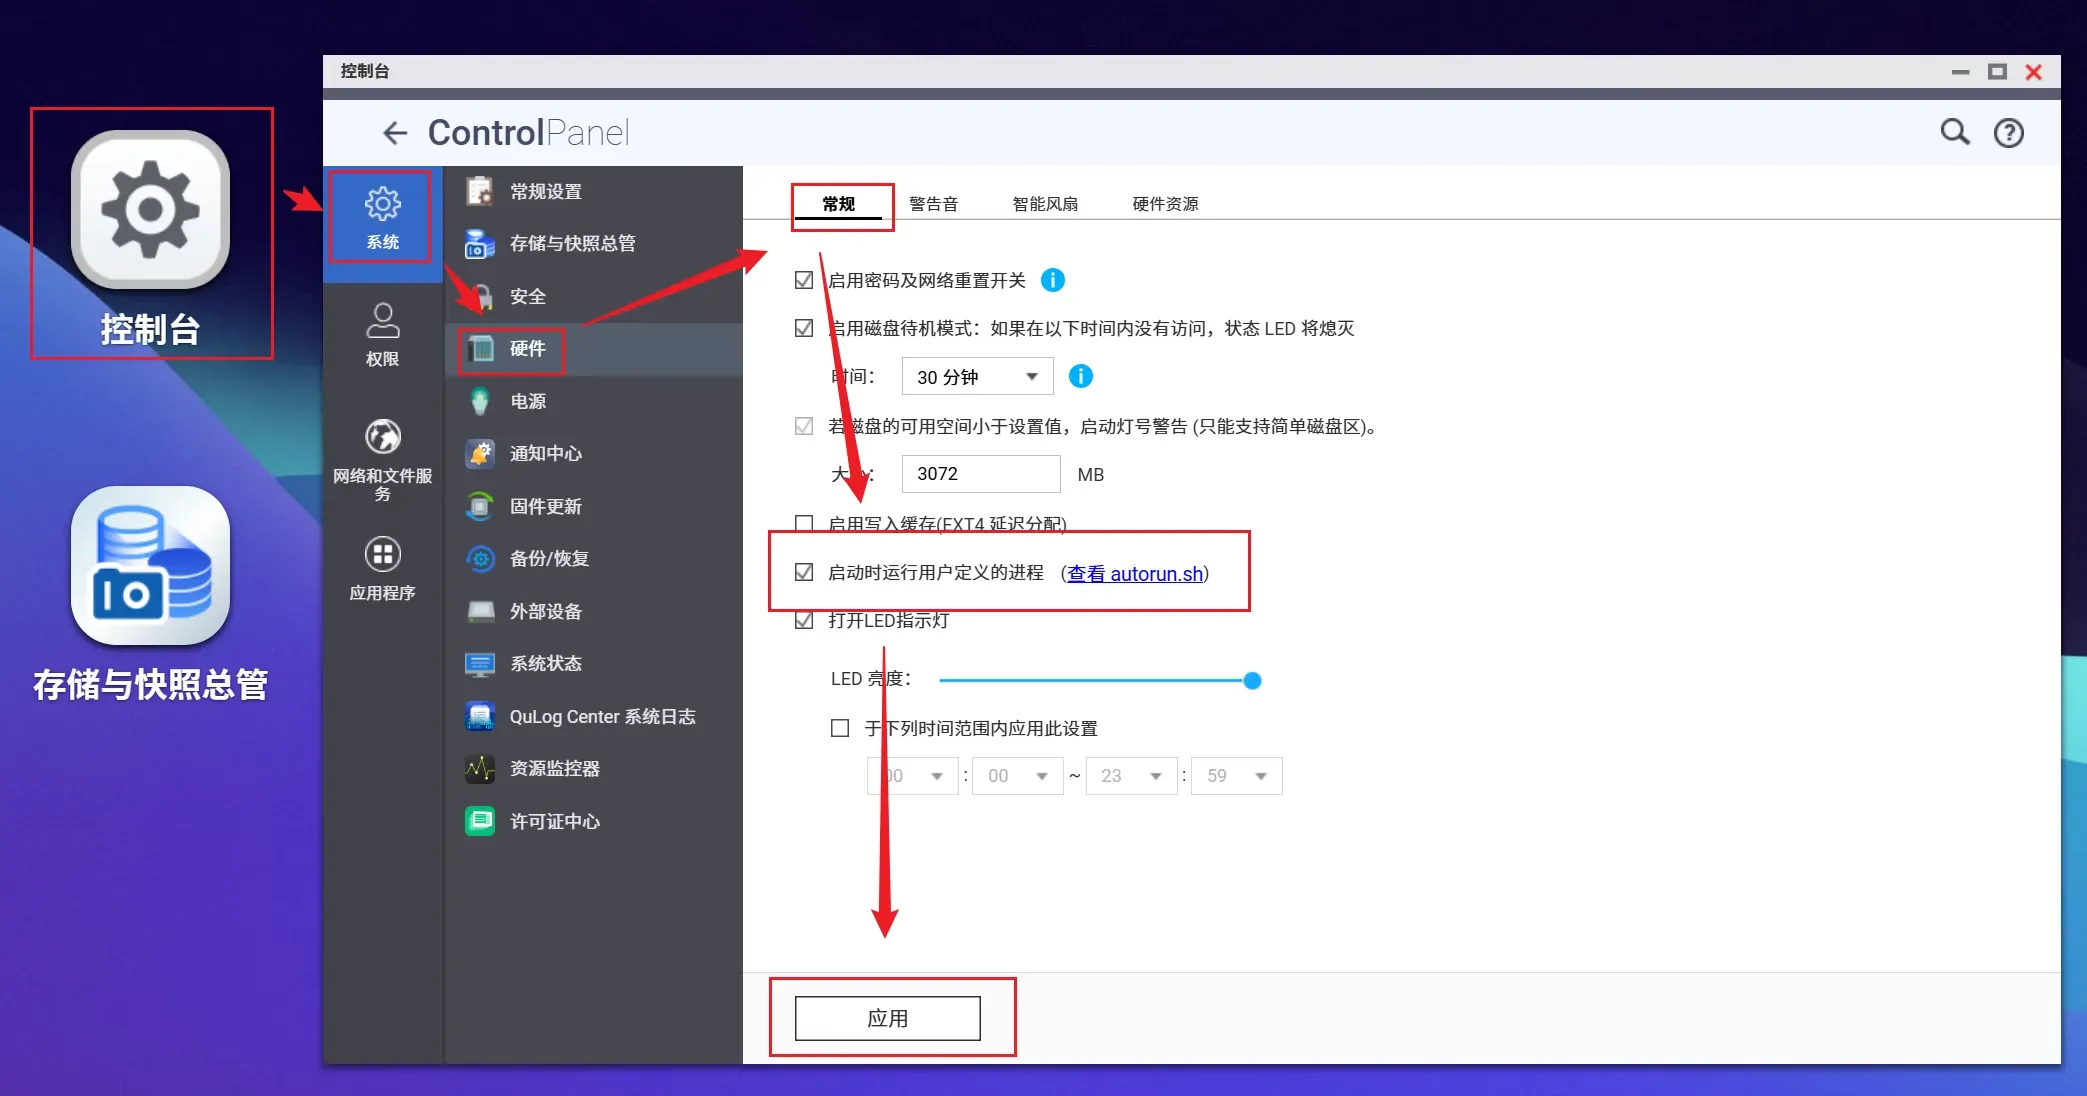 控制台
存储与快照总管
控制台
ControlPanel
系统
权限
网络和文件服
务
应用程序
常规设置
存储与快照总管
安全
硬件
电源
通知中心
固件更新
备份/恢复
外部设备
系统状态
QuLog Center 系统日志
资源监控器
许可证中心
常规 警告音 智能风扇 硬件资源
启用密码及网络重置开关
启用磁盘待机模式：如果在以下时间内没有访问，状态 LED 将熄灭
时间： 30 分钟
若磁盘的可用空间小于设置值，启动灯号警告 (只能支持简单磁盘区)。
大小： 3072 MB
启用写入缓存(EXT4 延迟分配)
启动时运行用户定义的进程 (查看 autorun.sh)
打开LED指示灯
LED 亮度：
于下列时间范围内应用此设置
00 : 00 ~ 23 : 59
应用